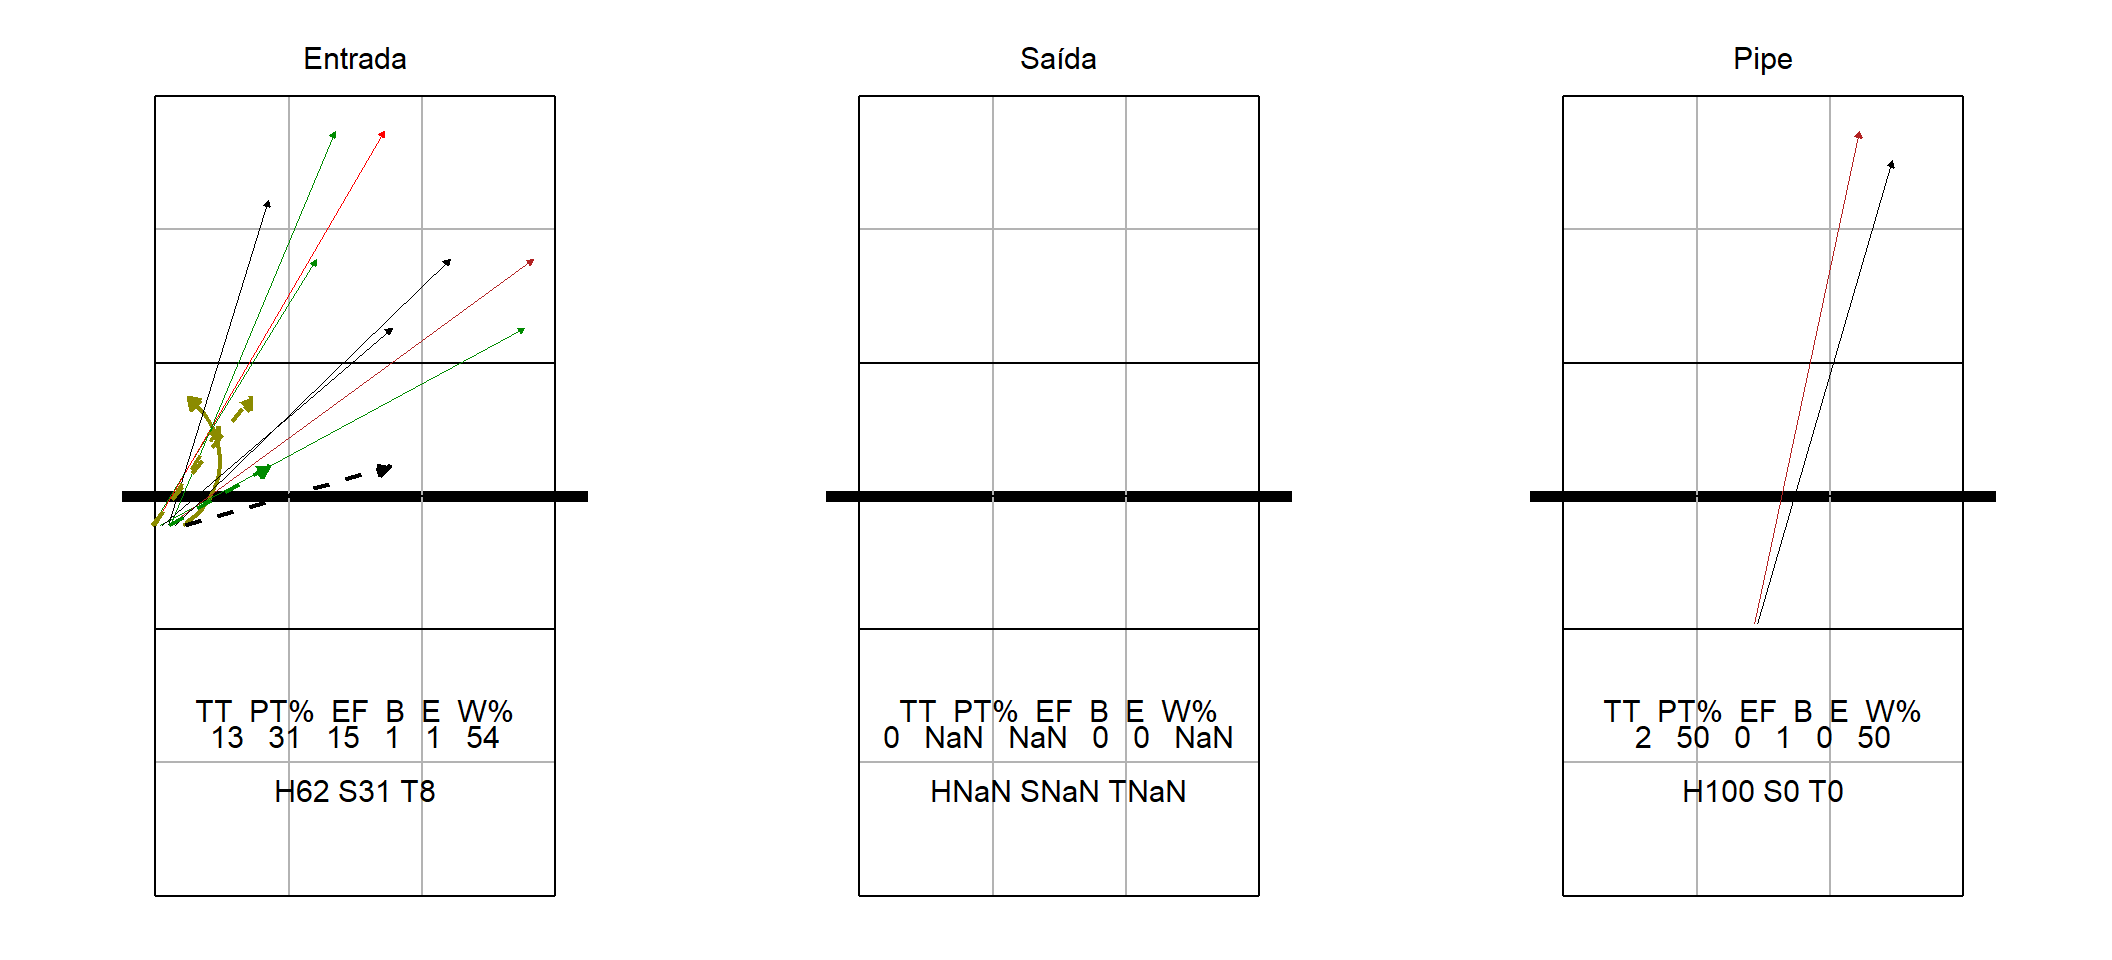 Entrada
TT PT% EF B E W%
13 31 15 1 1 54
H62 S31 T8
Saída
TT PT% EF B E W%
0 NaN NaN 0 0 NaN
HNaN SNaN TNaN
Pipe
TT PT% EF B E W%
2 50 0 1 0 50
H100 S0 T0